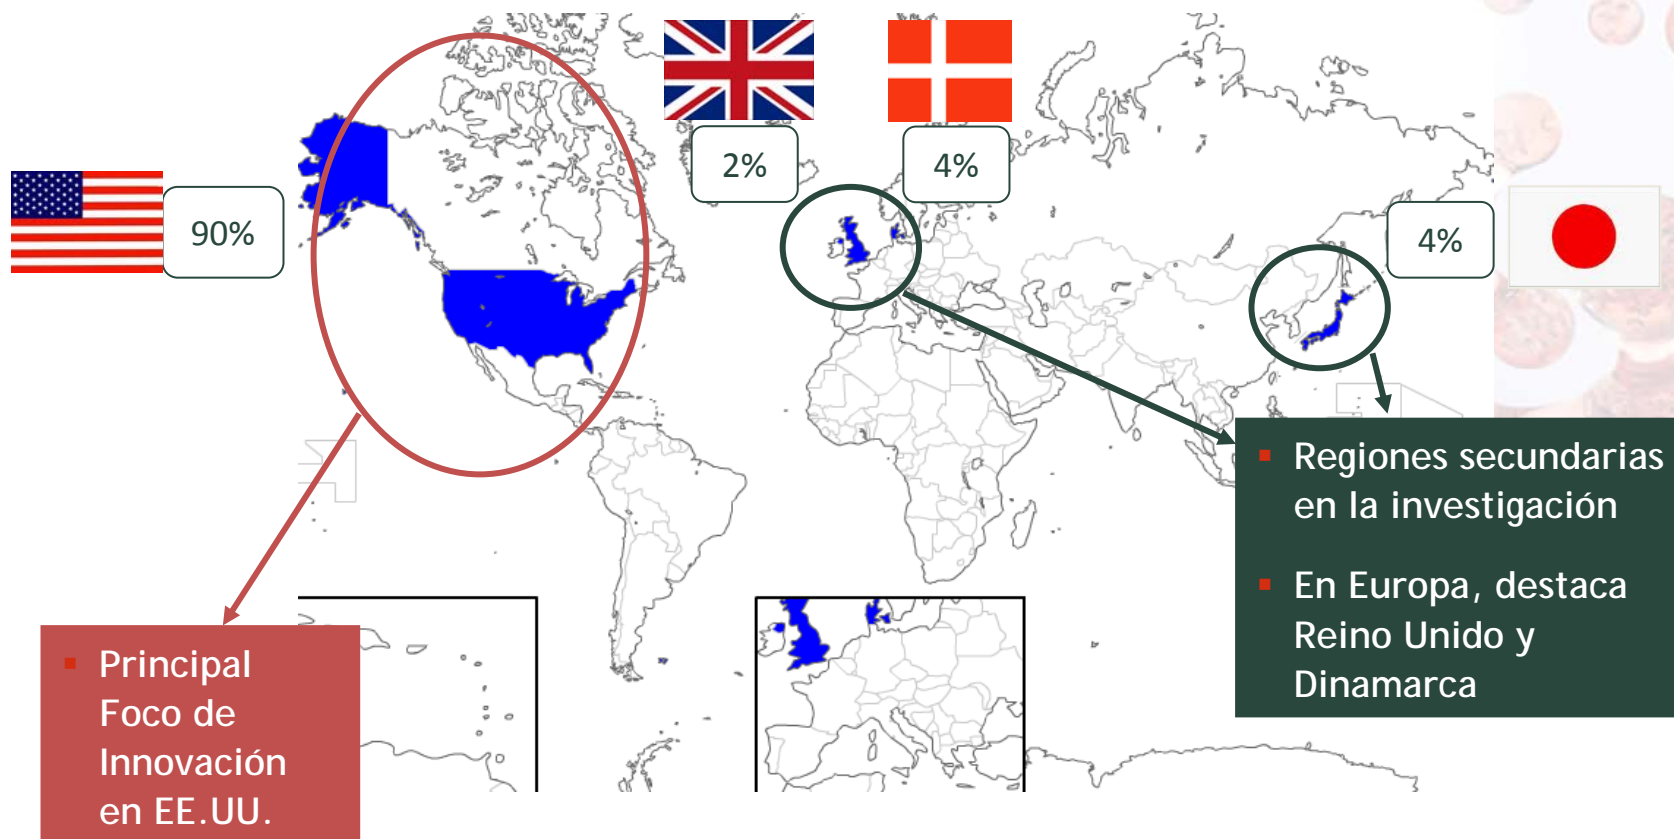 2%
4%
90%
4%
Regiones secundarias
en la investigación
En Europa, destaca
Reino Unido y
Dinamarca
Principal
Foco de
Innovación
en EE.UU.